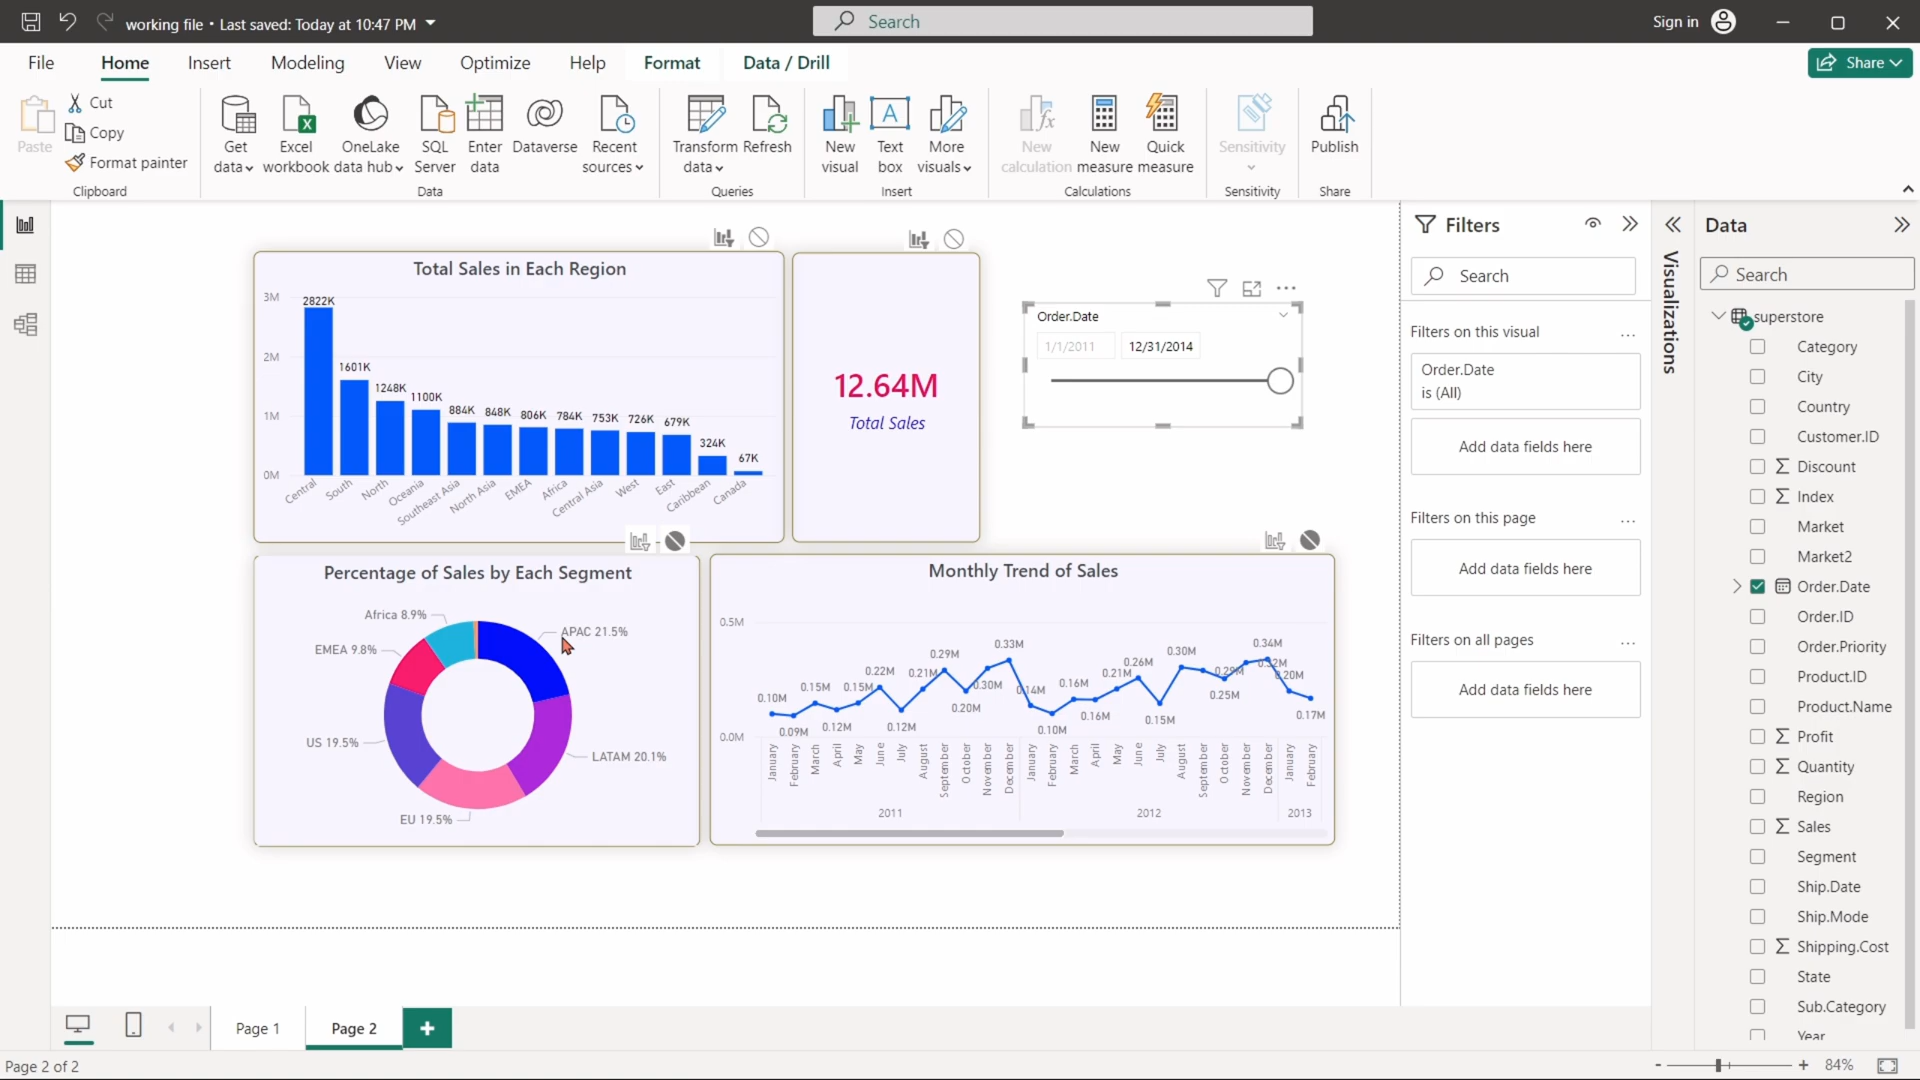 working file • Last saved: Today at 10:47 PM
Search
Sign in
File
Home
Insert
Modeling
View
Optimize
Help
Format
Data / Drill
Share
Paste
Cut
Copy
Format painter
Clipboard
Get data
Excel workbook
OneLake data hub
SQL Server
Enter data
Dataverse
Recent sources
Data
Transform data
Refresh
Queries
New visual
Text box
More visuals
Insert
New calculation
New measure
Quick measure
Calculations
Sensitivity
Sensitivity
Publish
Share
Total Sales in Each Region
3M
2M
1M
0M
2822K
1601K
1248K
1100K
884K
848K
806K
784K
753K
726K
679K
324K
67K
Central
South
North
Oceania
Southeast Asia
North Asia
EMEA
Africa
Central Asia
West
East
Caribbean
Canada
12.64M
Total Sales
Order.Date
1/1/2011
12/31/2014
Percentage of Sales by Each Segment
Africa 8.9%
APAC 21.5%
EMEA 9.8%
US 19.5%
LATAM 20.1%
EU 19.5%
Monthly Trend of Sales
0.5M
0.0M
0.10M
0.09M
0.15M
0.12M
0.15M
0.22M
0.12M
0.21M
0.29M
0.20M
0.30M
0.33M
0.14M
0.10M
0.16M
0.16M
0.21M
0.26M
0.15M
0.30M
0.29M
0.25M
0.32M
0.34M
0.20M
0.17M
January
February
March
April
May
June
July
August
September
October
November
December
January
February
March
April
May
June
July
August
September
October
November
December
January
February
2011
2012
2013
Filters
Search
Filters on this visual
Order.Date
is (All)
Add data fields here
Filters on this page
Add data fields here
Filters on all pages
Add data fields here
Visualizations
Data
Search
superstore
Category
City
Country
Customer.ID
Discount
Index
Market
Market2
Order.Date
Order.ID
Order.Priority
Product.ID
Product.Name
Profit
Quantity
Region
Sales
Segment
Ship.Date
Ship.Mode
Shipping.Cost
State
Sub.Category
Year
Page 1
Page 2
Page 2 of 2
84%